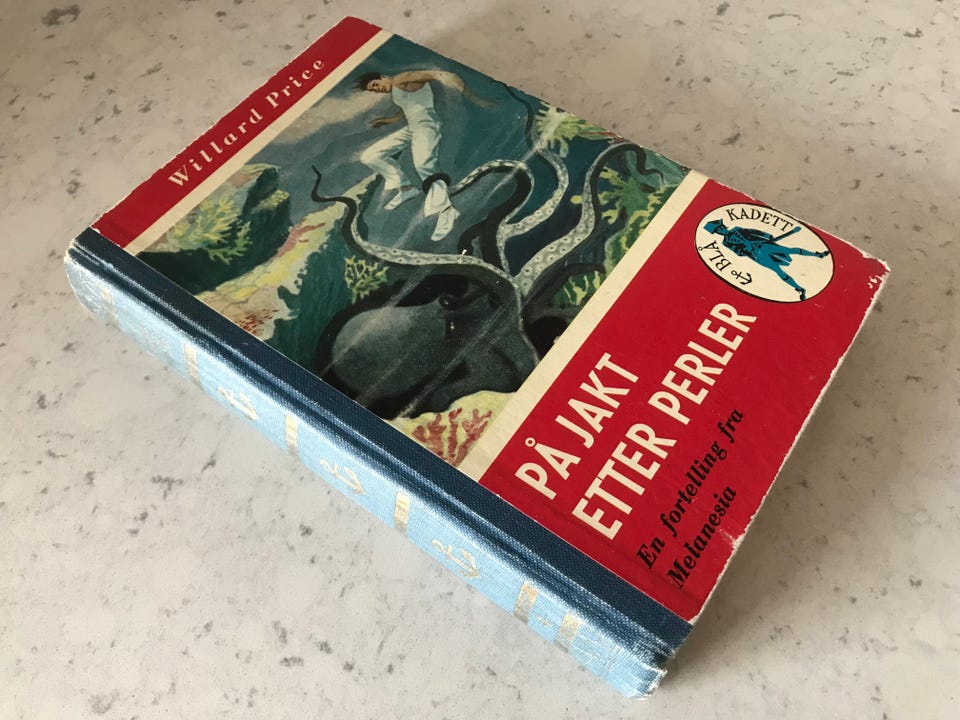 Willard Price
BLÅ KADETT
PÅ JAKT
ETTER PERLER
En fortelling fra
Melanesia